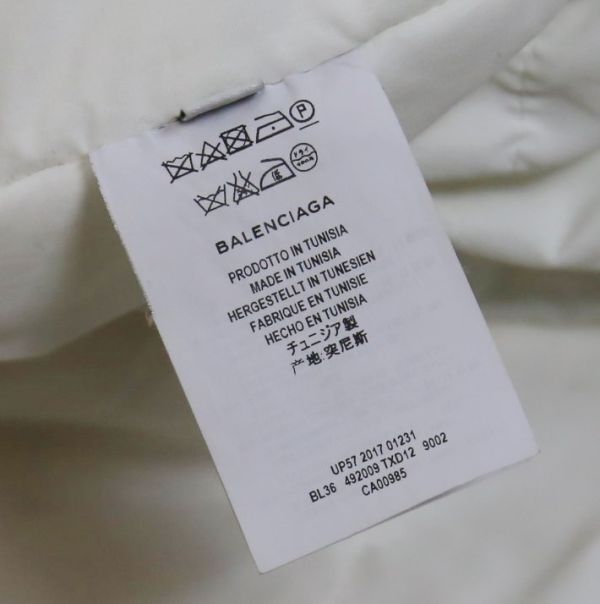 P
BALENCIAGA
PRODOTTO IN TUNISIA
MADE IN TUNISIA
HERGESTELLT IN TUNESIEN
FABRIQUE EN TUNISIE
HECHO EN TUNISIA
チュニジア製
产地:突尼斯
UP57 2017 01231
BL36 492009 TXD12 9002
CA00985